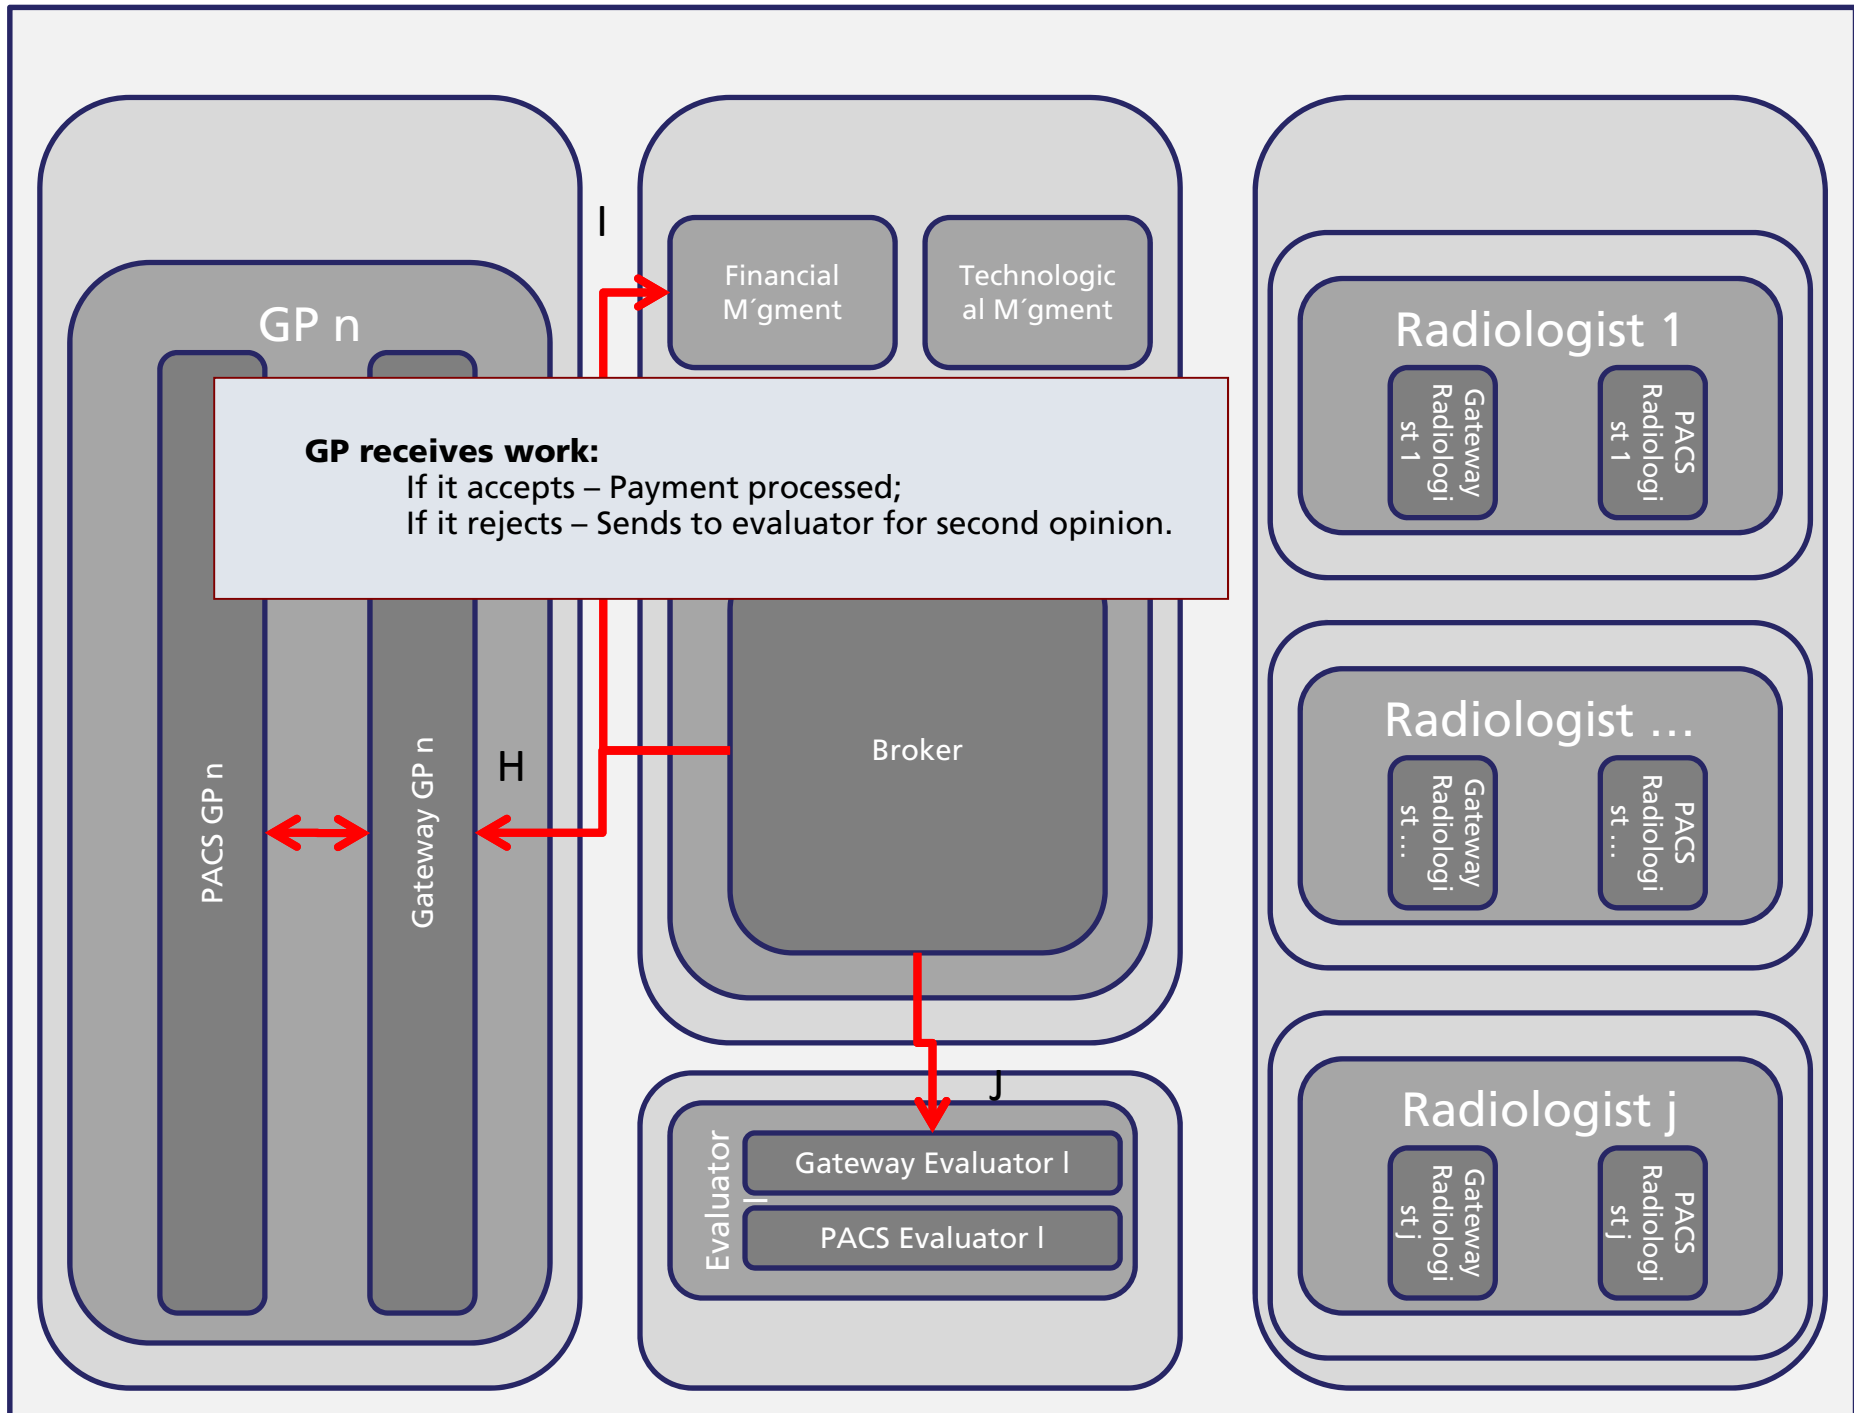 I
Financial
M´gment
Technologic
al M´gment
GP n
GP receives work:
If it accepts – Payment processed;
If it rejects – Sends to evaluator for second opinion.
PACS GP n
Gateway GP n
H
Broker
J
Evaluator
l
Gateway Evaluator l
PACS Evaluator l
Radiologist 1
Gateway
Radiologi
st 1
PACS
Radiologi
st 1
Radiologist ...
Gateway
Radiologi
st ...
PACS
Radiologi
st ...
Radiologist j
Gateway
Radiologi
st j
PACS
Radiologi
st j